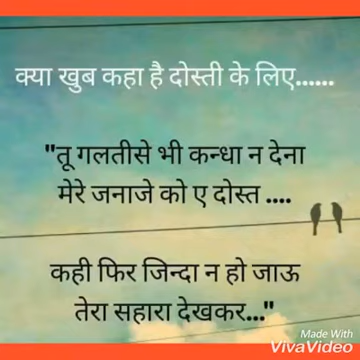 क्या खुब कहा है दोस्ती के लिए......
"तू गलतीसे भी कन्धा न देना
मेरे जनाजे को ए दोस्त ....
कही फिर जिन्दा न हो जाऊ
तेरा सहारा देखकर..."
Made With
VivaVideo